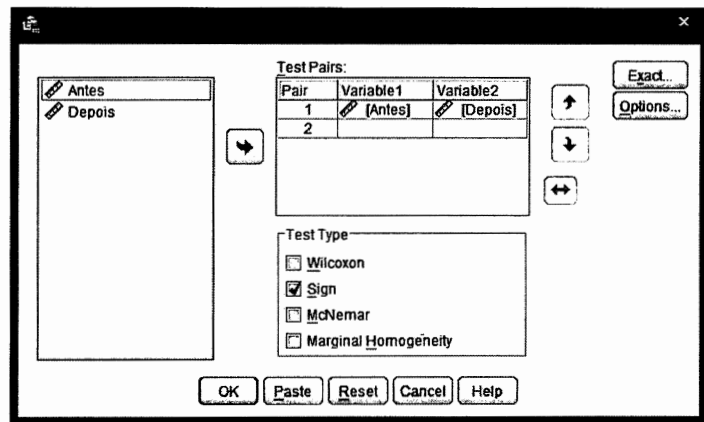 ×
Antes
Depois
Test Pairs:
Pair Variable1 Variable2
1 [Antes] [Depois]
2
Exact...
Options...
Test Type
Wilcoxon
Sign
McNemar
Marginal Homogeneity
OK Paste Reset Cancel Help